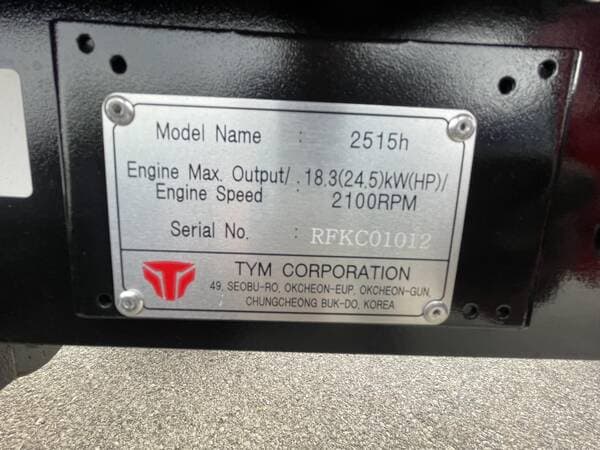 Model Name : 2515h
Engine Max. Output/ : 18.3(24.5)kW(HP)/
Engine Speed 2100RPM
Serial No. : RFKC01012
TYM CORPORATION
49, SEOBU-RO, OKCHEON-EUP, OKCHEON-GUN,
CHUNGCHEONG BUK-DO, KOREA